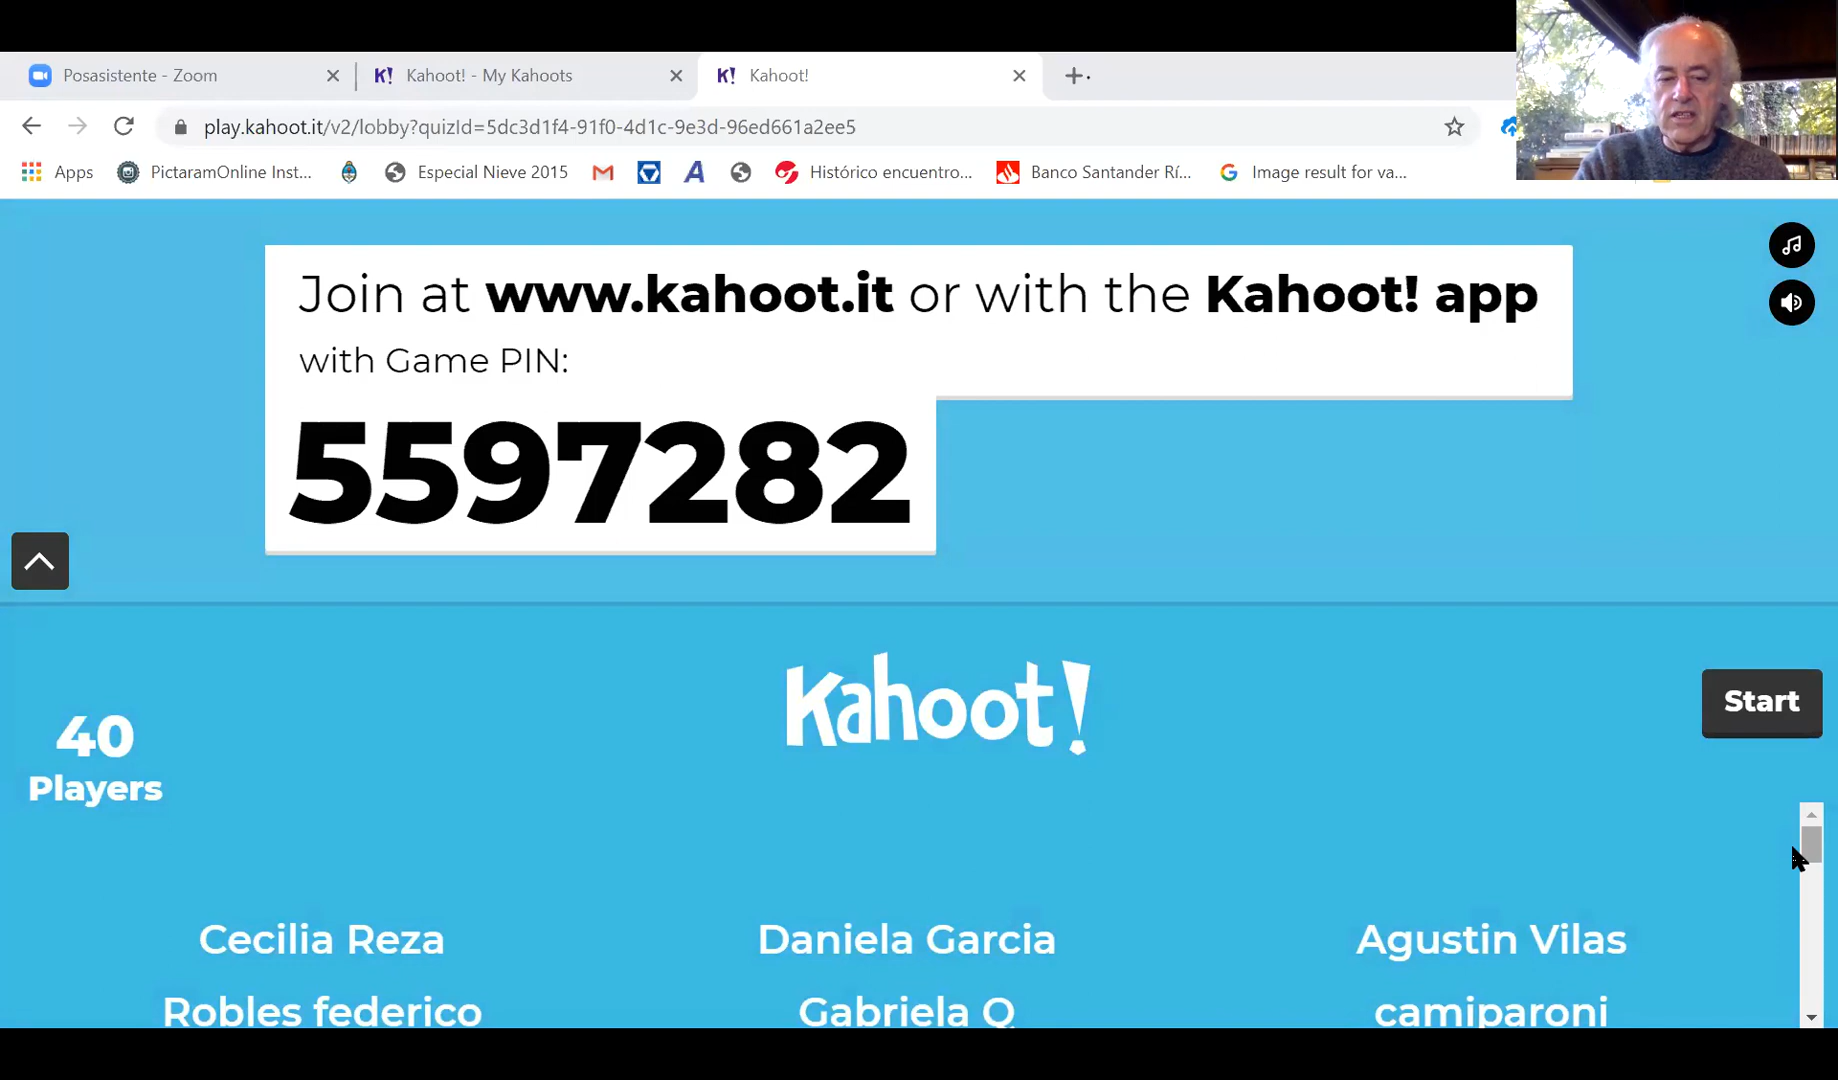 Posasistente - Zoom
Kahoot! - My Kahoots
Kahoot!
play.kahoot.it/v2/lobby?quizId=5dc3d1f4-91f0-4d1c-9e3d-96ed661a2ee5
Apps
PictaramOnline Inst...
Especial Nieve 2015
Histórico encuentro...
Banco Santander Rí...
Image result for va...
Join at www.kahoot.it or with the Kahoot! app
with Game PIN:
5597282
Kahoot!
Start
40
Players
Cecilia Reza
Daniela Garcia
Agustin Vilas
Robles federico
Gabriela Q
camiparoni